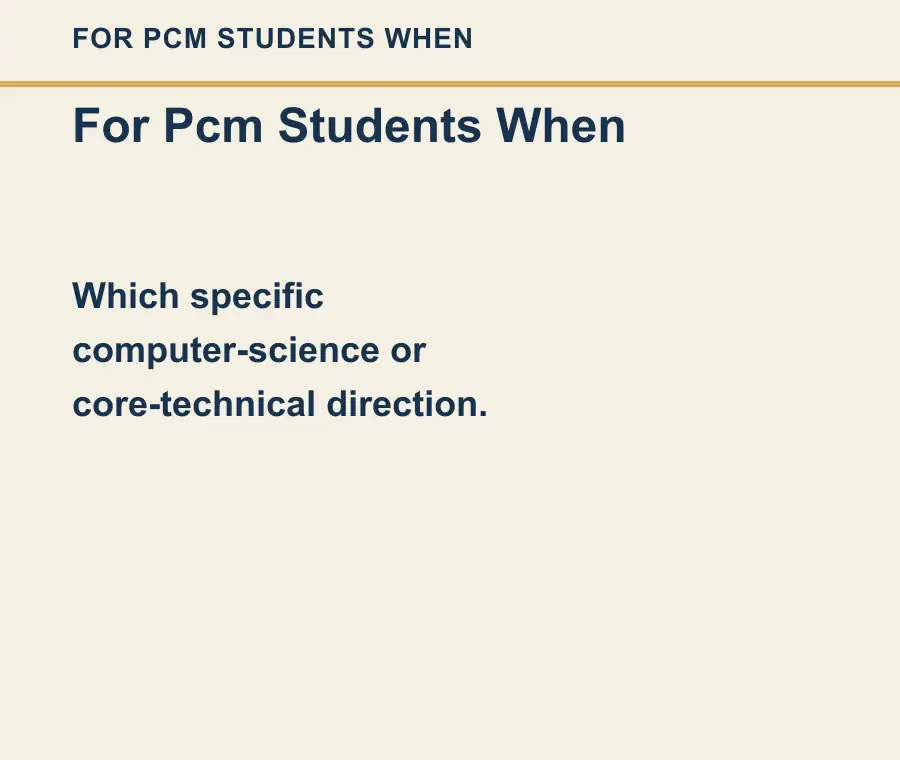 FOR PCM STUDENTS WHEN
For Pcm Students When
Which specific
computer-science or
core-technical direction.